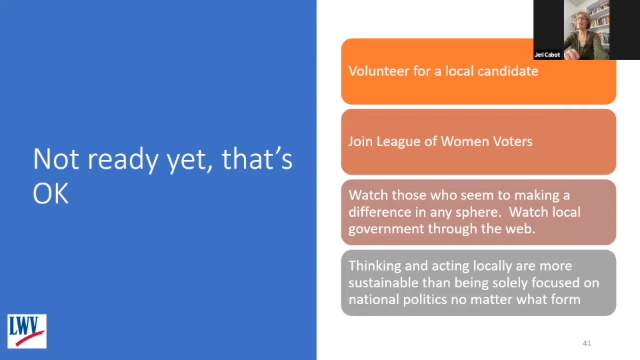 Jeri Cabot
Not ready yet, that's
OK
Volunteer for a local candidate
Join League of Women Voters
Watch those who seem to making a
difference in any sphere.  Watch local
government through the web.
Thinking and acting locally are more
sustainable than being solely focused on
national politics no matter what form
LWV
41